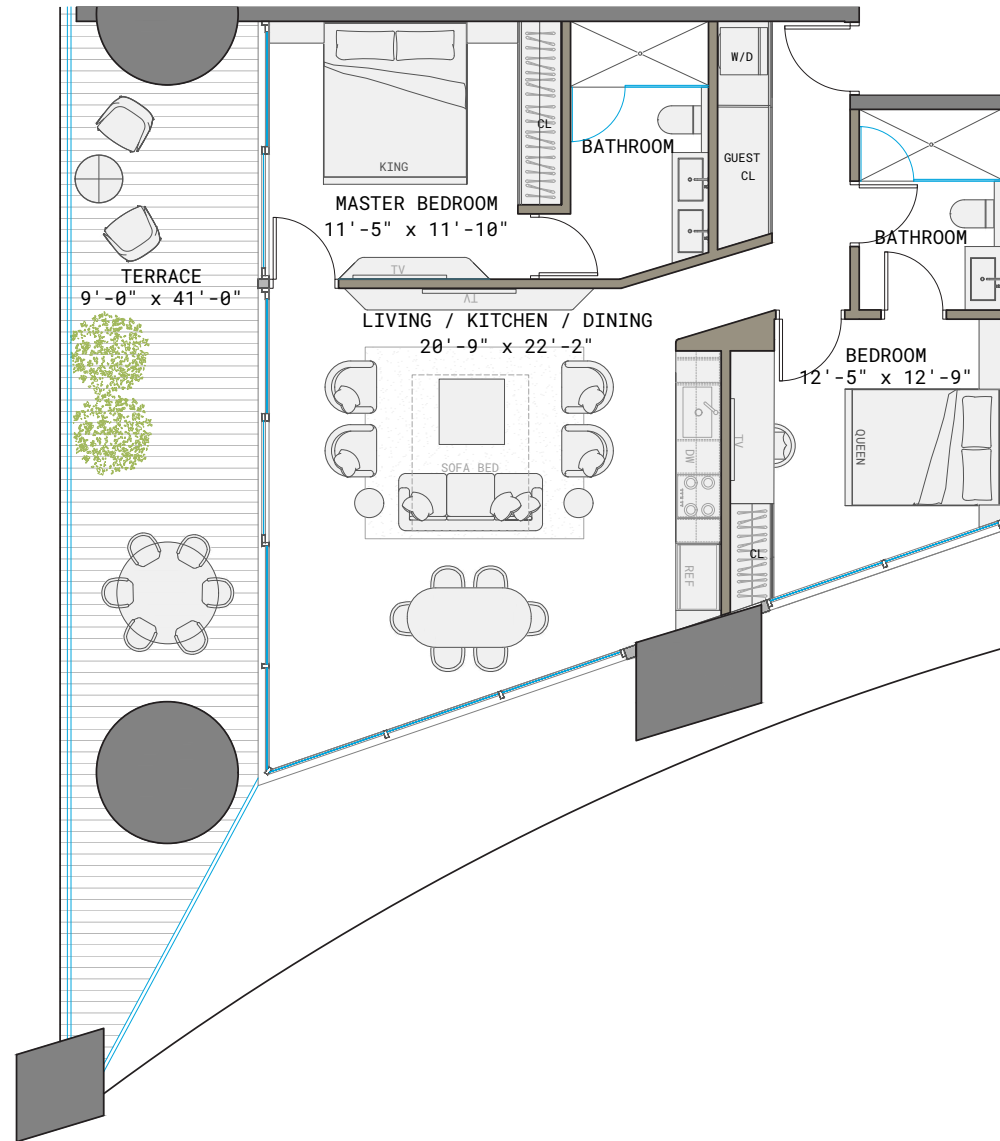 W/D
CL
BATHROOM
GUEST
CL
KING
MASTER BEDROOM
11'-5" x 11'-10"
BATHROOM
TERRACE
9'-0" x 41'-0"
TV
TV
LIVING / KITCHEN / DINING
20'-9" x 22'-2"
BEDROOM
12'-5" x 12'-9"
SOFA BED
DW
TV
QUEEN
CL
REF